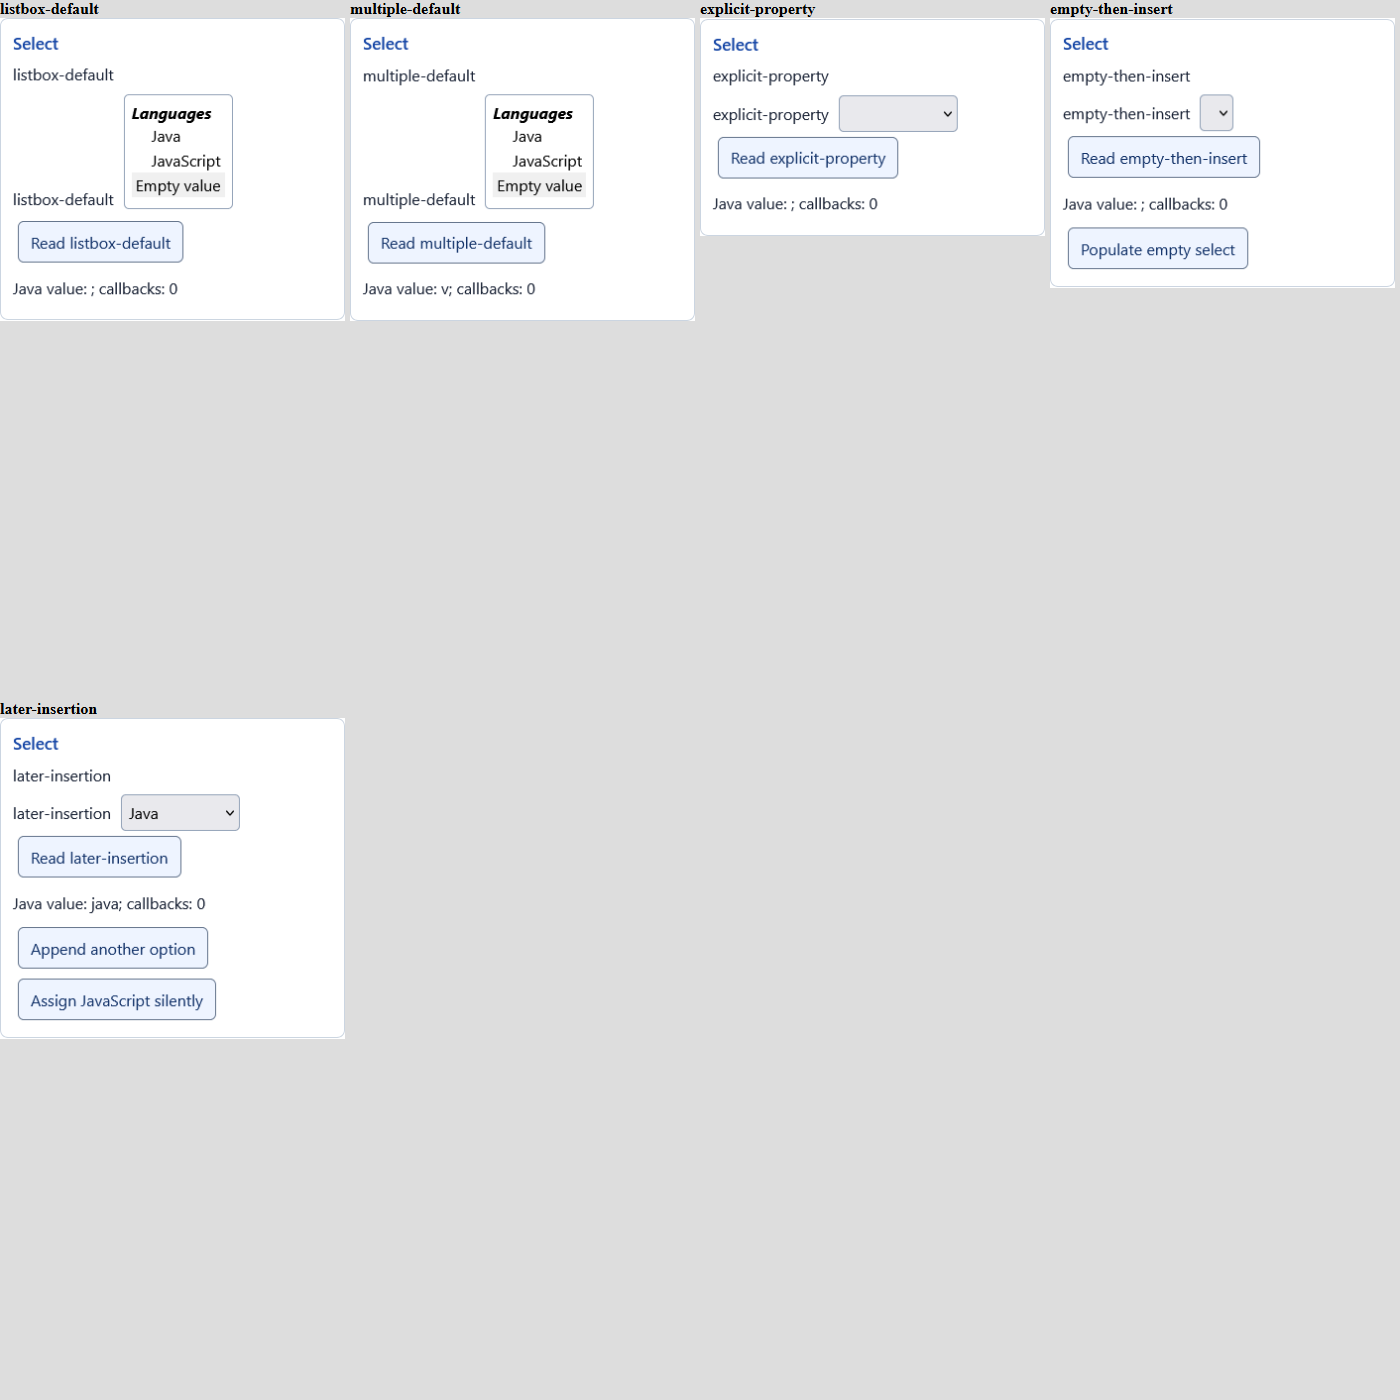 listbox-default
Select
listbox-default
Languages
Java
JavaScript
Empty value
listbox-default
Read listbox-default
Java value: ; callbacks: 0
multiple-default
Select
multiple-default
Languages
Java
JavaScript
Empty value
multiple-default
Read multiple-default
Java value: v; callbacks: 0
explicit-property
Select
explicit-property
explicit-property
Read explicit-property
Java value: ; callbacks: 0
empty-then-insert
Select
empty-then-insert
empty-then-insert
Read empty-then-insert
Java value: ; callbacks: 0
Populate empty select
later-insertion
Select
later-insertion
later-insertion Java
Read later-insertion
Java value: java; callbacks: 0
Append another option
Assign JavaScript silently